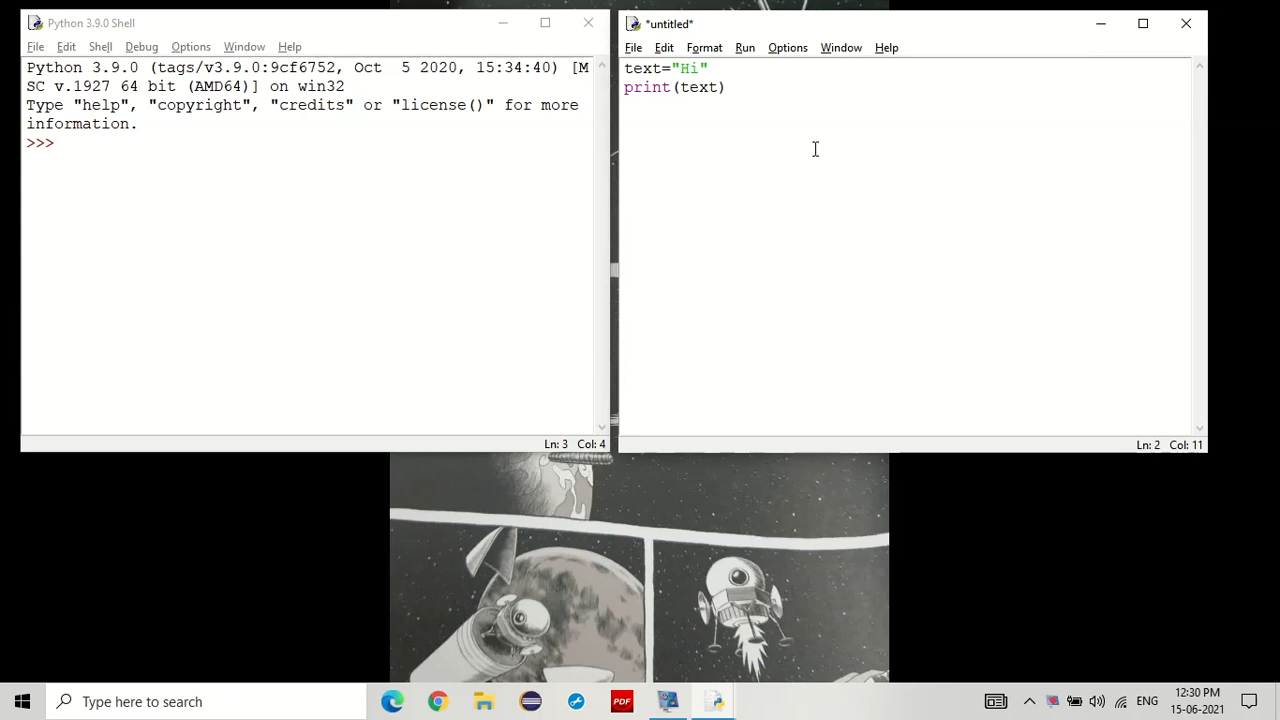 Python 3.9.0 Shell
File Edit Shell Debug Options Window Help
Python 3.9.0 (tags/v3.9.0:9cf6752, Oct  5 2020, 15:34:40) [M
SC v.1927 64 bit (AMD64)] on win32
Type "help", "copyright", "credits" or "license()" for more
information.
>>>
Ln: 3 Col: 4
*untitled*
File Edit Format Run Options Window Help
text="Hi"
print(text)
Ln: 2 Col: 11
Type here to search
PDF
ENG
12:30 PM
15-06-2021